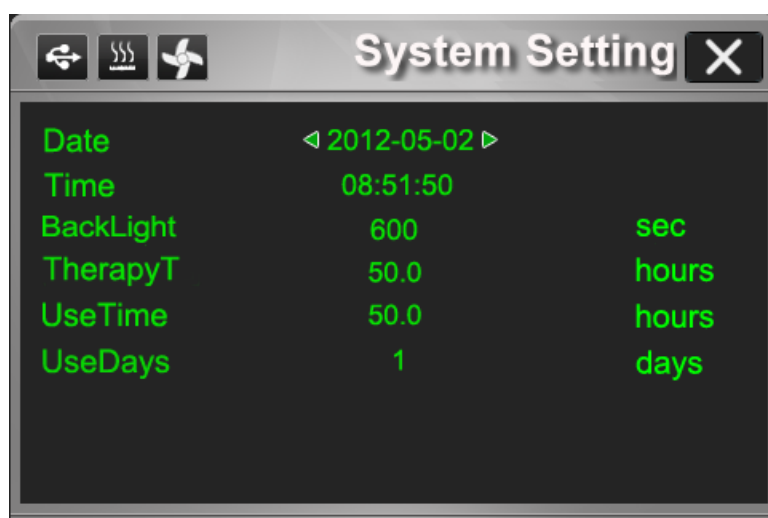 System Setting
Date 2012-05-02
Time 08:51:50
BackLight 600 sec
TherapyT 50.0 hours
UseTime 50.0 hours
UseDays 1 days